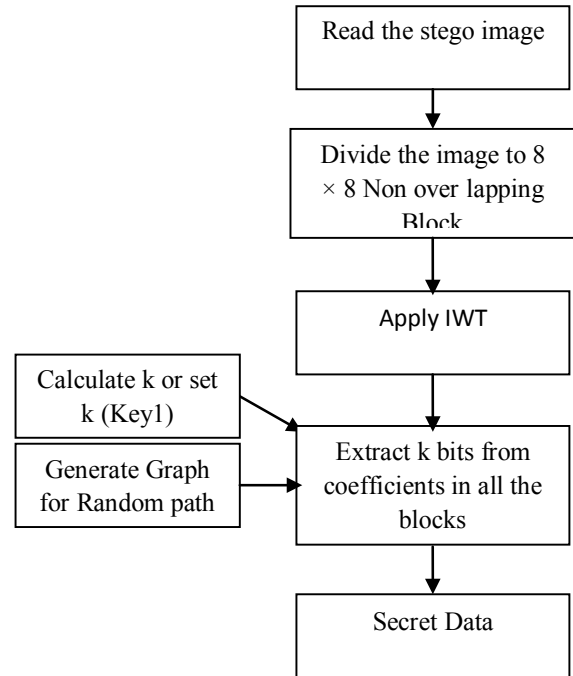 Read the stego image
Divide the image to 8
× 8 Non over lapping
Block
Apply IWT
Calculate k or set
k (Key1)
Generate Graph
for Random path
Extract k bits from
coefficients in all the
blocks
Secret Data